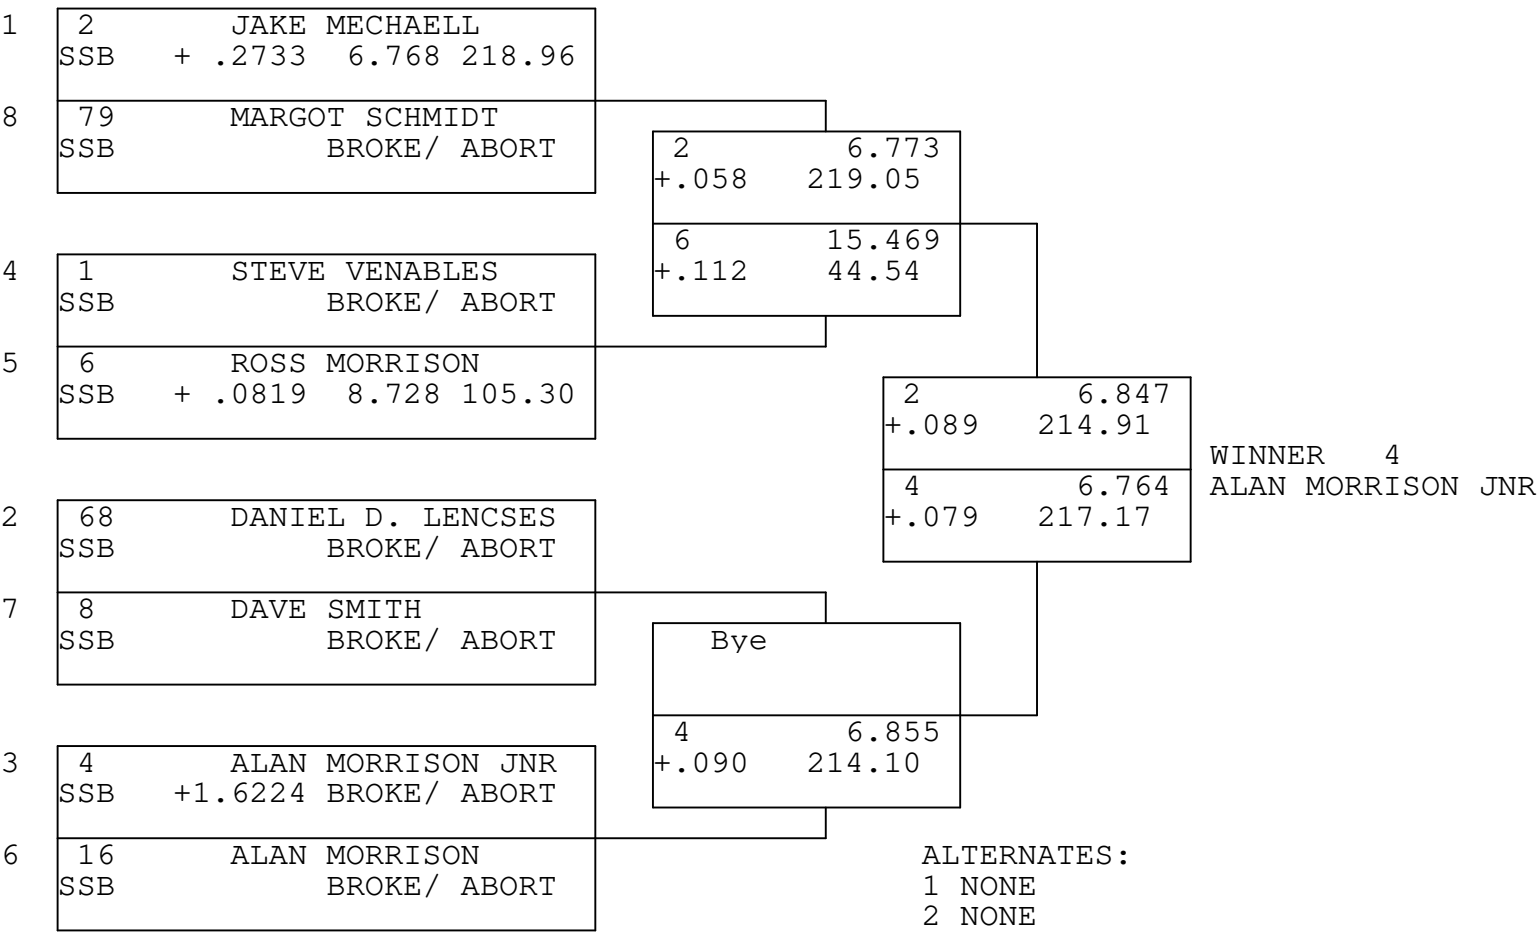 1 2 JAKE MECHAELL
SSB + .2733 6.768 218.96
8 79 MARGOT SCHMIDT
SSB BROKE/ ABORT
4 1 STEVE VENABLES
SSB BROKE/ ABORT
5 6 ROSS MORRISON
SSB + .0819 8.728 105.30
2 68 DANIEL D. LENCSES
SSB BROKE/ ABORT
7 8 DAVE SMITH
SSB BROKE/ ABORT
3 4 ALAN MORRISON JNR
SSB +1.6224 BROKE/ ABORT
6 16 ALAN MORRISON
SSB BROKE/ ABORT
2 6.773
+.058 219.05
6 15.469
+.112 44.54
Bye
4 6.855
+.090 214.10
2 6.847
+.089 214.91
4 6.764
+.079 217.17
WINNER 4
ALAN MORRISON JNR
ALTERNATES:
1 NONE
2 NONE